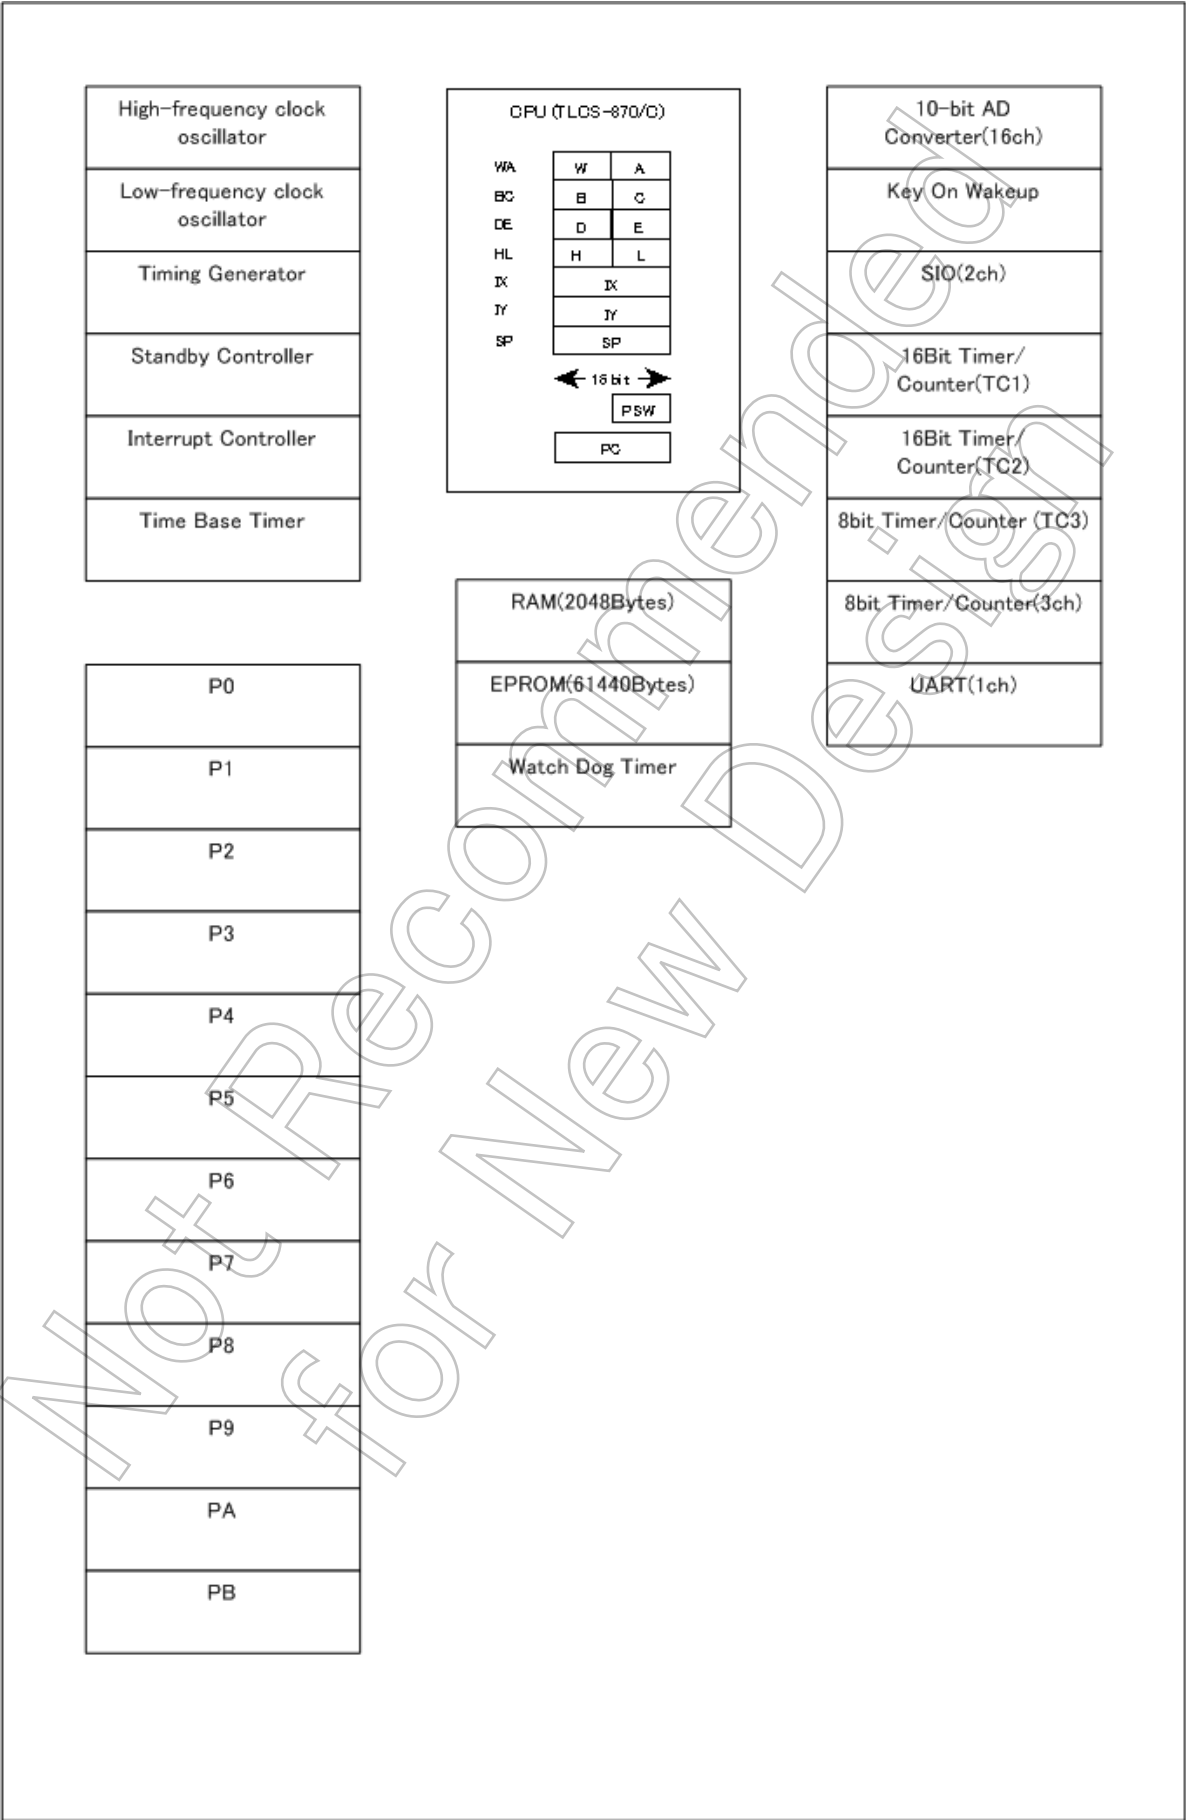 High-frequency clock
oscillator
Low-frequency clock
oscillator
Timing Generator
Standby Controller
Interrupt Controller
Time Base Timer
P0
P1
P2
P3
P4
P5
P6
P7
P8
P9
PA
PB
CPU (TLCS-870/C)
WA W A
BC B C
DE D E
HL H L
IX IX
IY IY
SP SP
16 bit
PSW
PC
RAM(2048Bytes)
EPROM(61440Bytes)
Watch Dog Timer
10-bit AD
Converter(16ch)
Key On Wakeup
SIO(2ch)
16Bit Timer/
Counter(TC1)
16Bit Timer/
Counter(TC2)
8bit Timer/Counter (TC3)
8bit Timer/Counter(3ch)
UART(1ch)
Not Recommended
for New Design